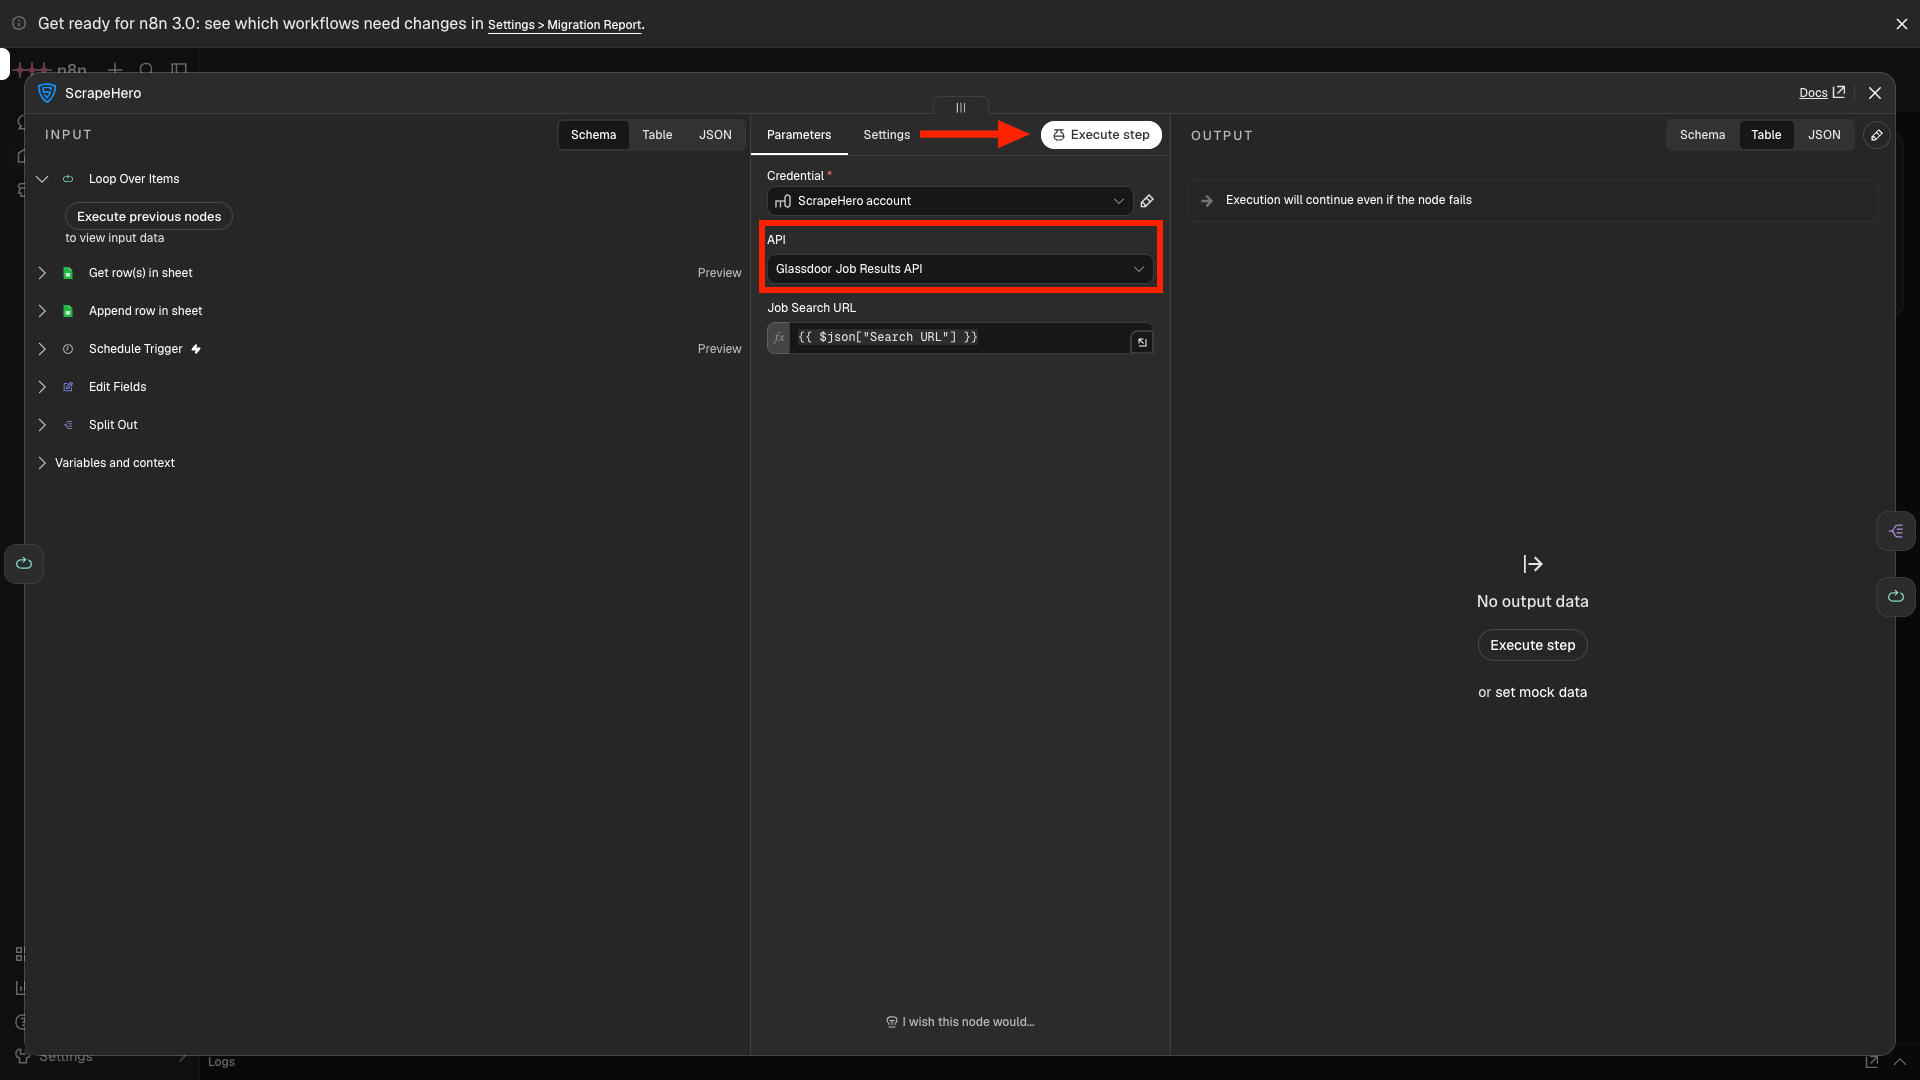 Get ready for n8n 3.0: see which workflows need changes in Settings > Migration Report.
n8n
ScrapeHero
Docs
INPUT
Schema
Table
JSON
Parameters
Settings
Execute step
OUTPUT
Schema
Table
JSON
Loop Over Items
Execute previous nodes
to view input data
Get row(s) in sheet
Preview
Append row in sheet
Schedule Trigger
Preview
Edit Fields
Split Out
Variables and context
Credential *
ScrapeHero account
API
Glassdoor Job Results API
Job Search URL
fx
{{ $json["Search URL"] }}
I wish this node would...
Execution will continue even if the node fails
No output data
Execute step
or set mock data
Settings
Logs